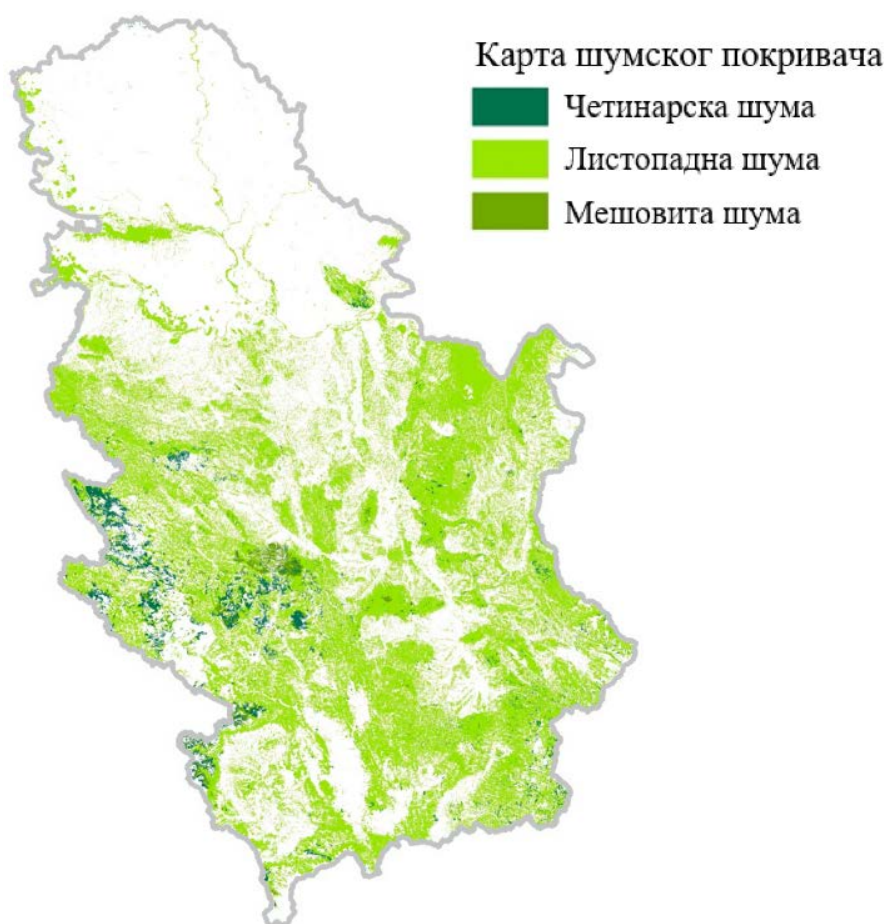 Карта шумског покривача
Четинарска шума
Листопадна шума
Мешовита шума